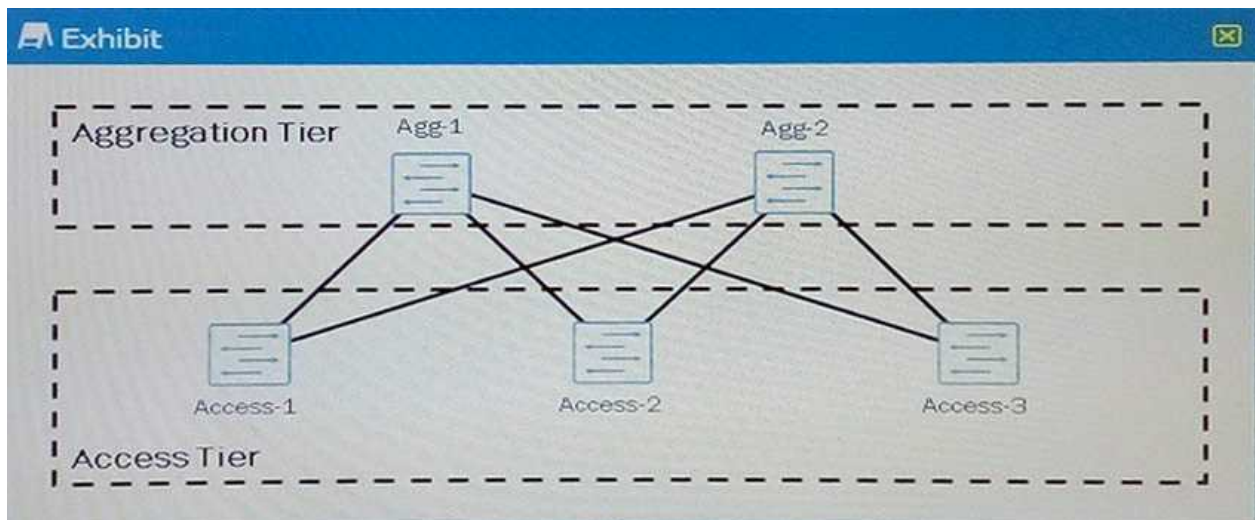 Exhibit
Aggregation Tier
Agg-1
Agg-2
Access-1
Access-2
Access-3
Access Tier